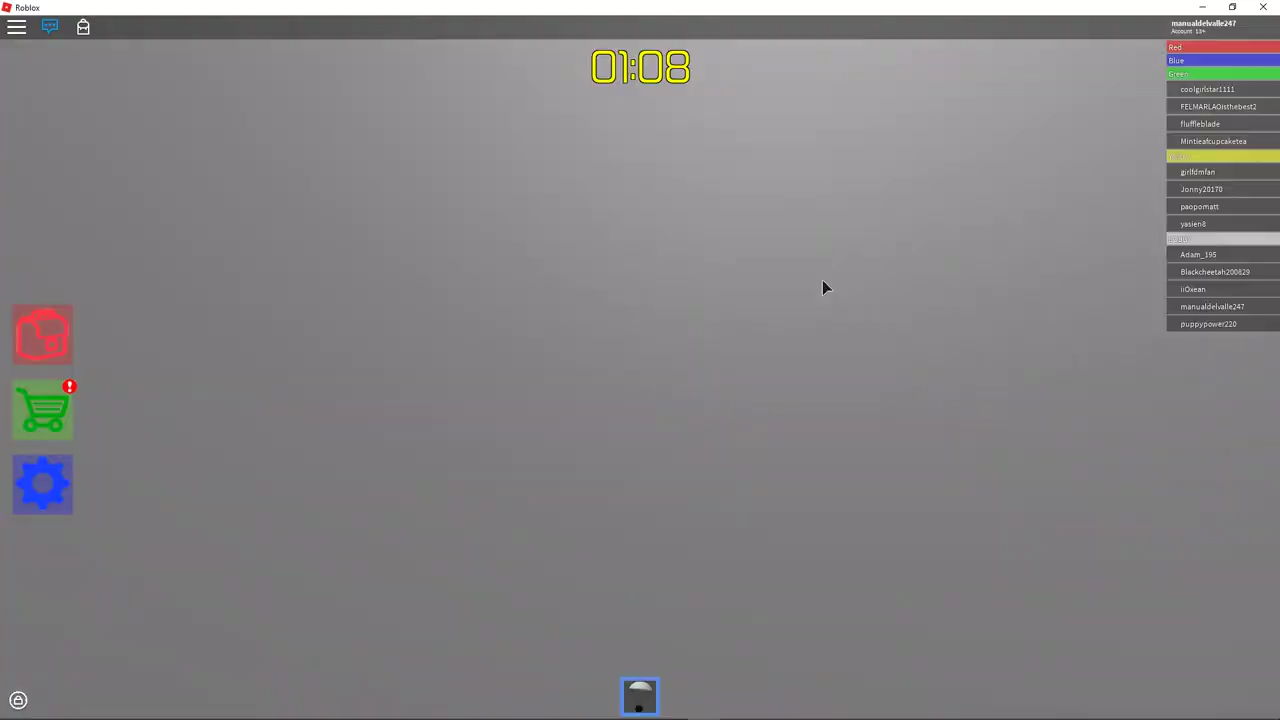 Roblox
01:08
manualdelvalle247
Account: 13+
Red
Blue
Green
coolgirlstar1111
FELMARLAOisthebest2
fluffleblade
Mintleafcupcaketea
girlfdmfan
Jonny20170
paopomatt
yasien8
Adam_195
Blackcheetah200829
iiOxean
manualdelvalle247
puppypower220